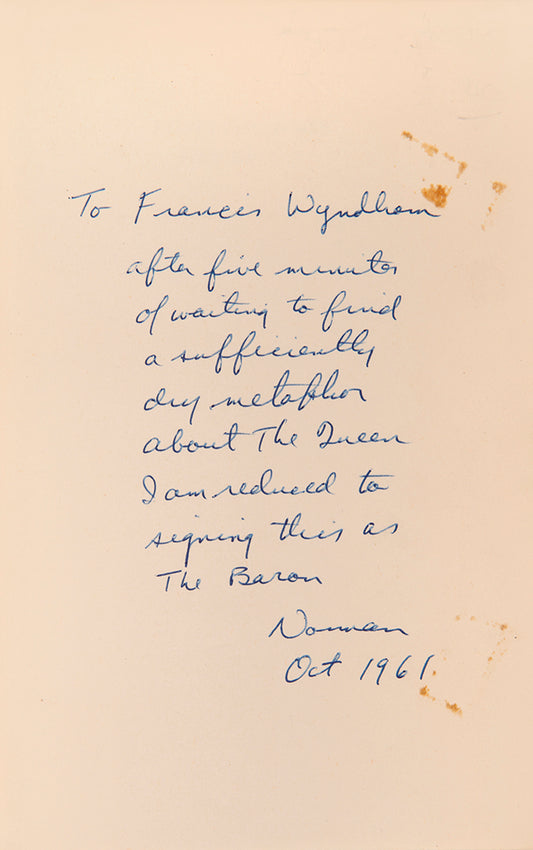 To Francis Wyndham
after five minutes
of waiting to find
a sufficiently
dry metaphor
about The Queen
I am reduced to
signing this as
The Baron
Norman
Oct 1961